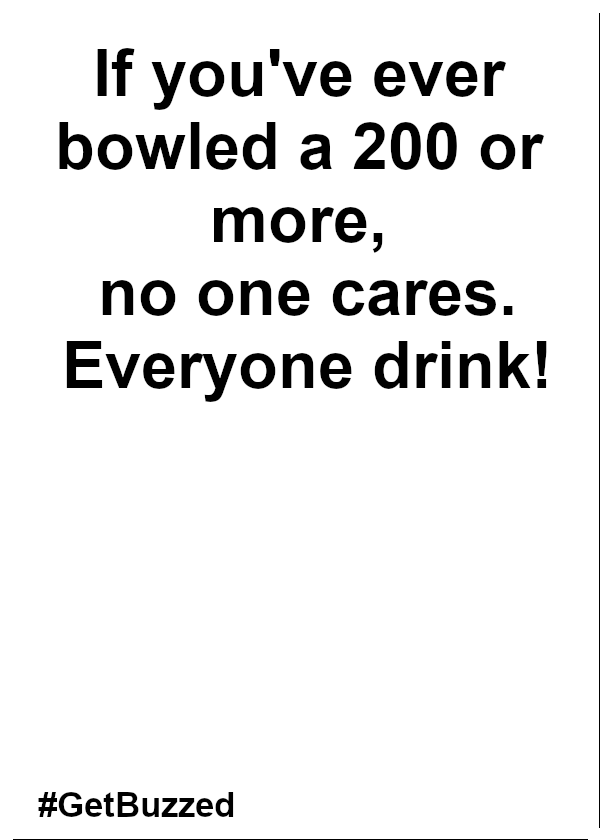 If you've ever
bowled a 200 or
more,
no one cares.
Everyone drink!
#GetBuzzed